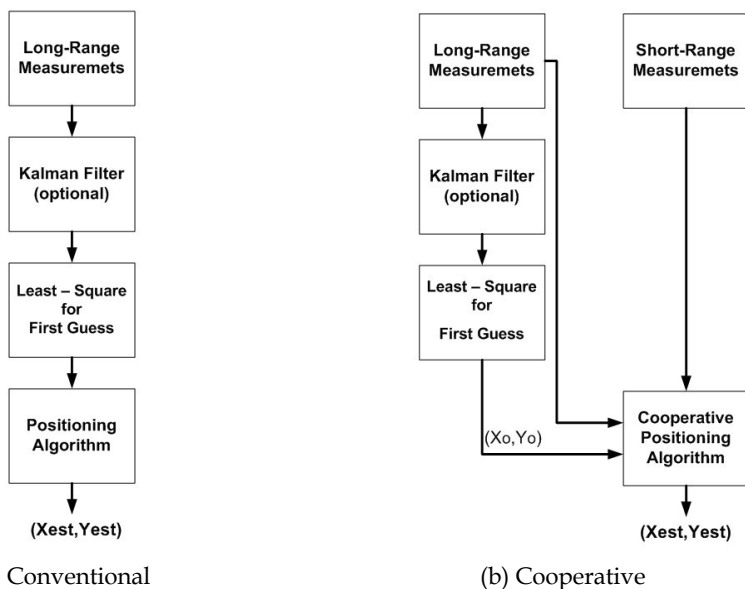 Long-Range
Measuremets
Kalman Filter
(optional)
Least – Square
for
First Guess
Positioning
Algorithm
(Xest,Yest)
Conventional
Long-Range
Measuremets
Kalman Filter
(optional)
Least – Square
for
First Guess
(Xo,Yo)
Short-Range
Measuremets
Cooperative
Positioning
Algorithm
(Xest,Yest)
(b) Cooperative